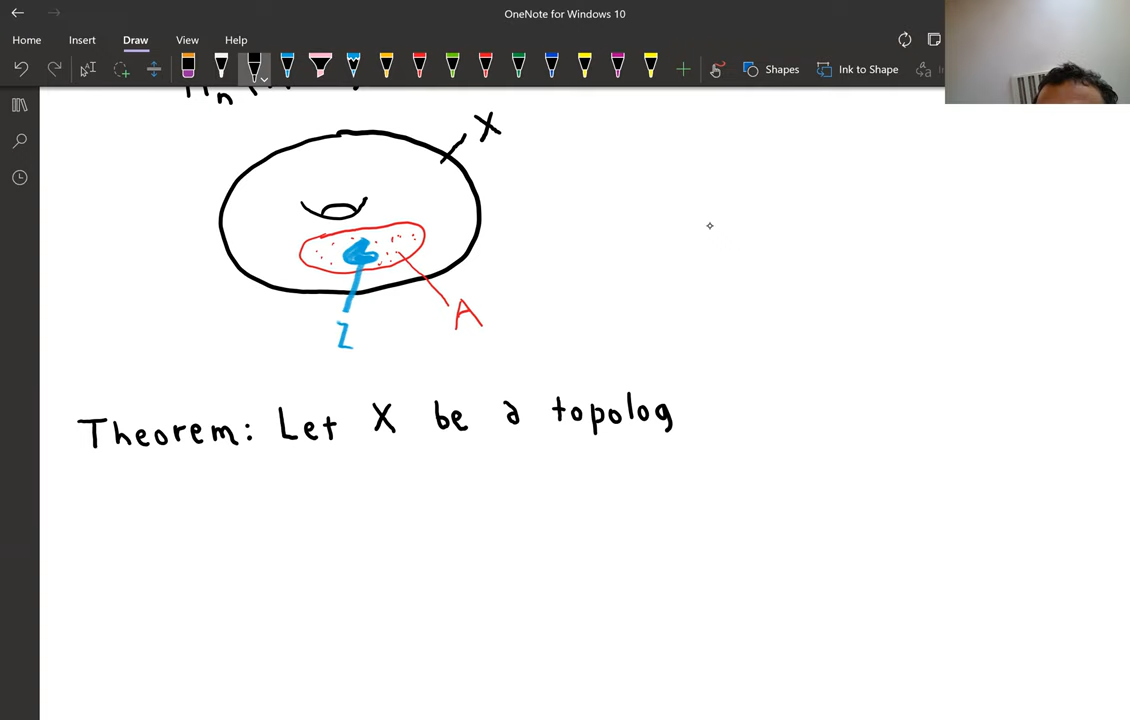 OneNote for Windows 10
Home Insert Draw View Help
Shapes Ink to Shape
X
A
Z
Theorem: Let X be a topolog